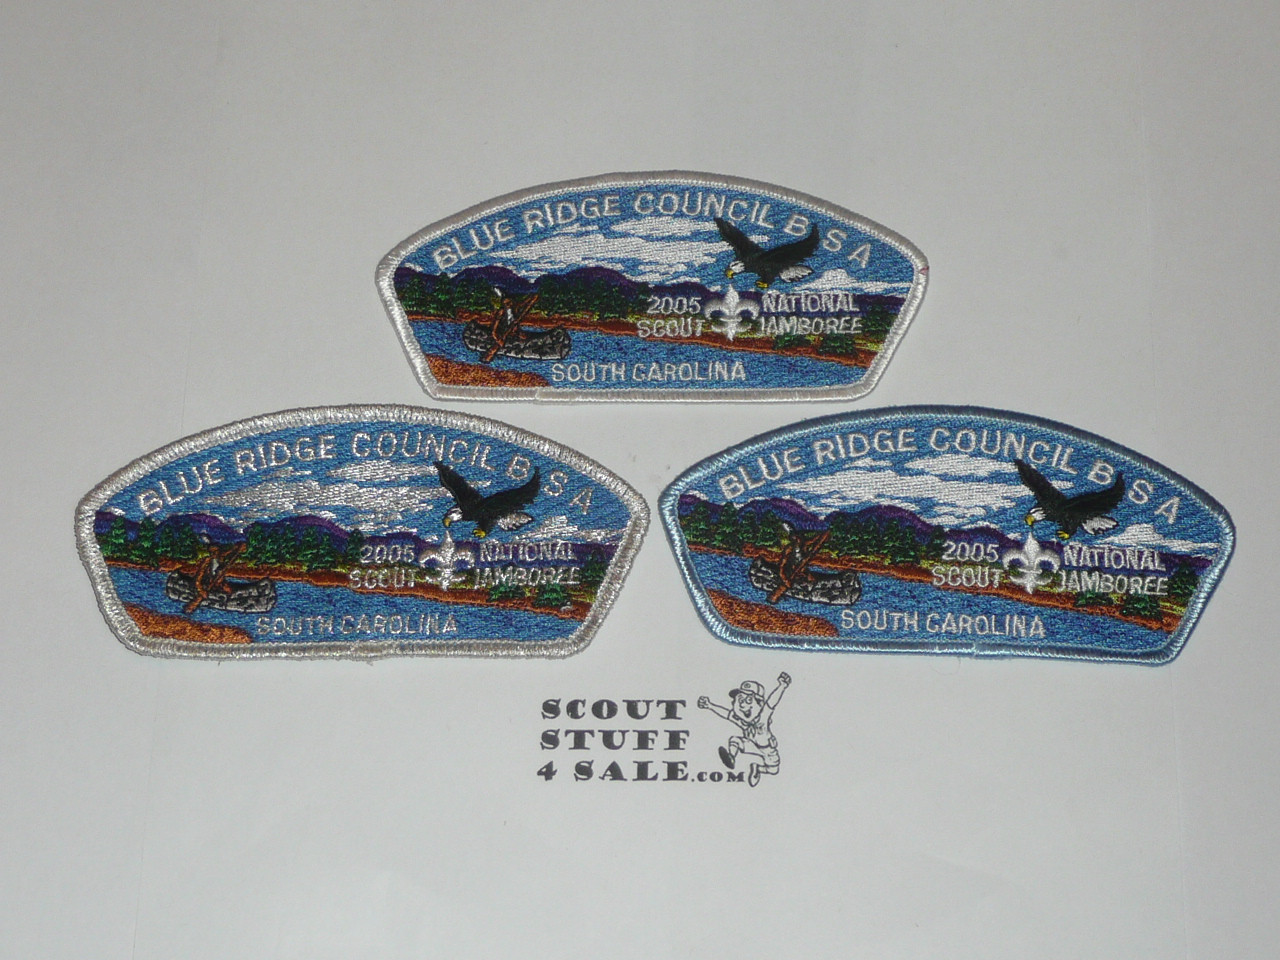 BLUE RIDGE COUNCIL B S A
2005 NATIONAL
SCOUT JAMBOREE
SOUTH CAROLINA
BLUE RIDGE COUNCIL B S A
2005 NATIONAL
SCOUT JAMBOREE
SOUTH CAROLINA
BLUE RIDGE COUNCIL B S A
2005 NATIONAL
SCOUT JAMBOREE
SOUTH CAROLINA
SCOUT
STUFF
4 SALE.COM